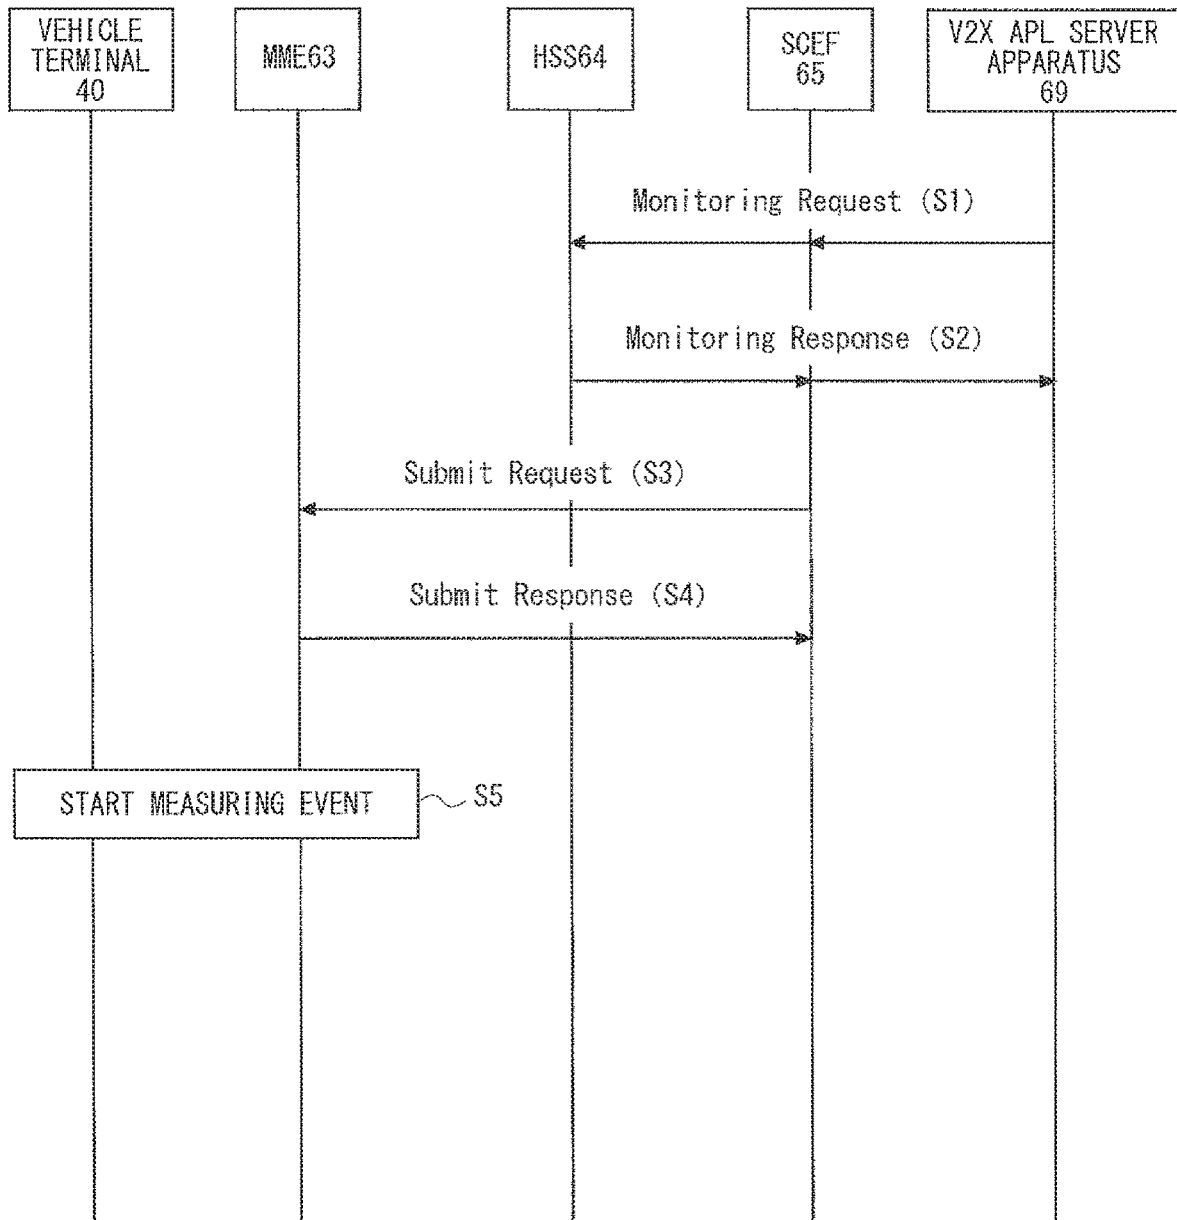 VEHICLE
TERMINAL
40
MME63
HSS64
SCEF
65
V2X APL SERVER
APPARATUS
69
Monitoring Request (S1)
Monitoring Response (S2)
Submit Request (S3)
Submit Response (S4)
START MEASURING EVENT
S5